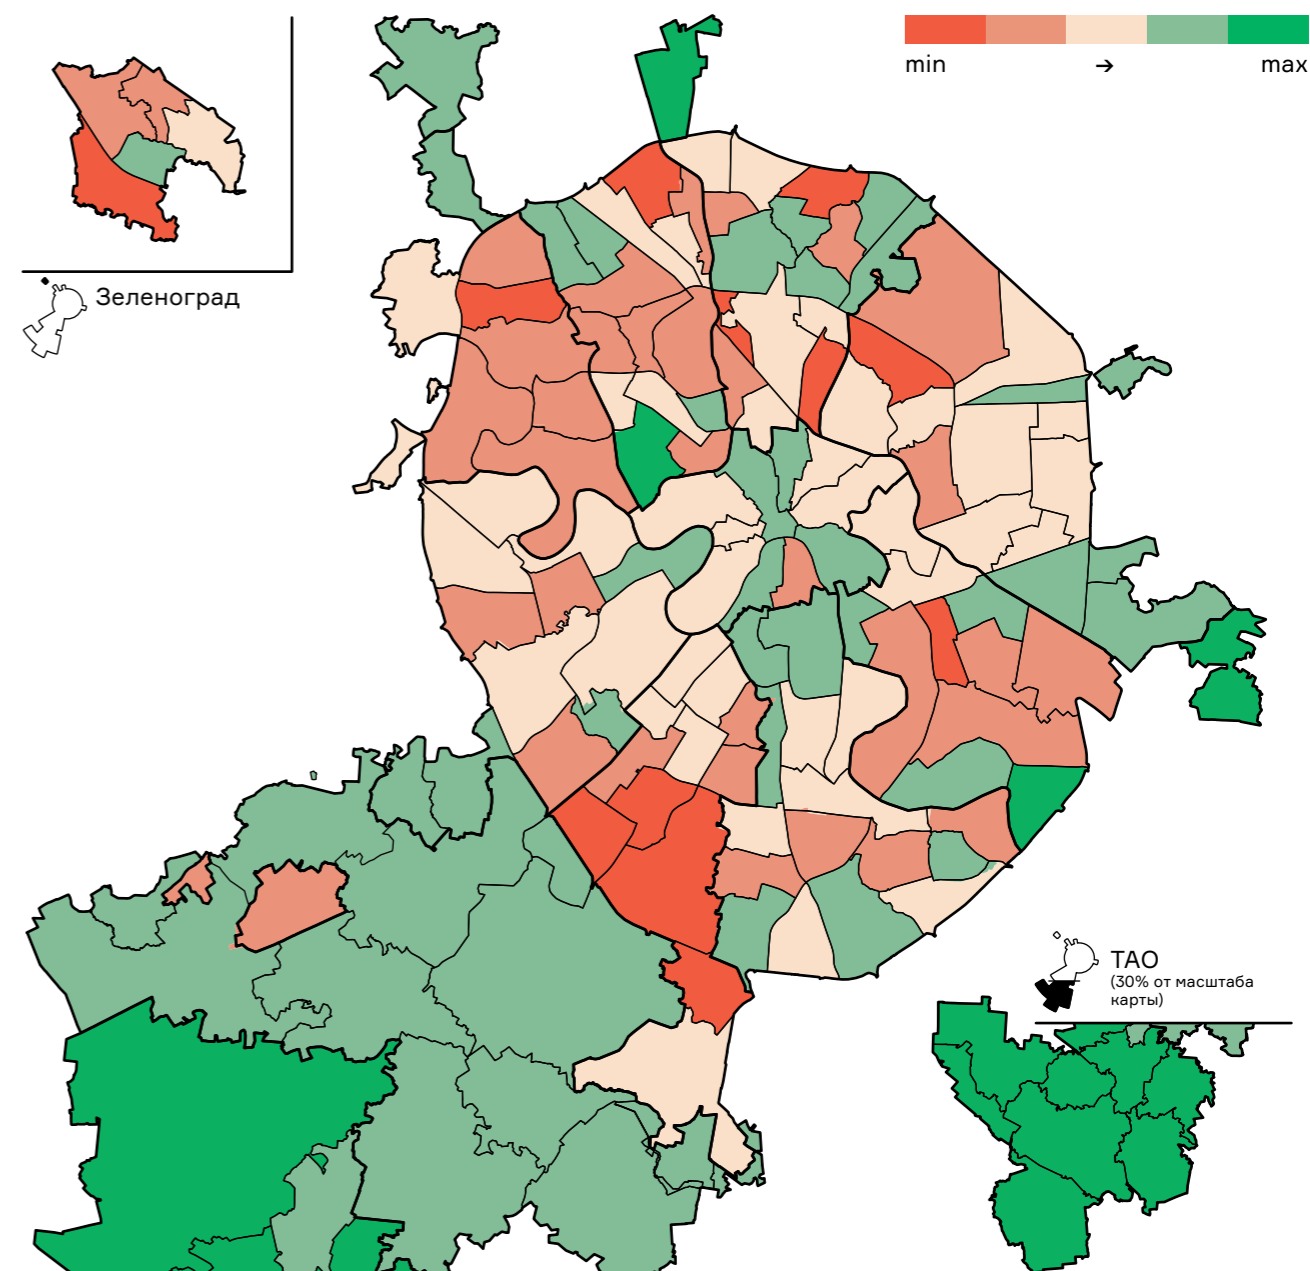 min → max
Зеленоград
ТАО
(30% от масштаба
карты)